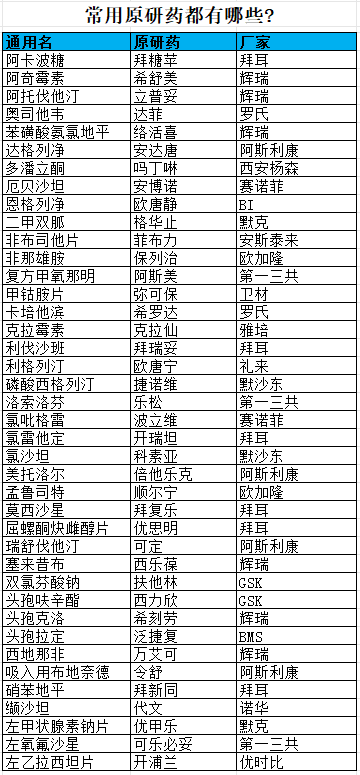 常用原研药都有哪些?
通用名 原研药 厂家
阿卡波糖 拜糖苹 拜耳
阿奇霉素 希舒美 辉瑞
阿托伐他汀 立普妥 辉瑞
奥司他韦 达菲 罗氏
苯磺酸氨氯地平 络活喜 辉瑞
达格列净 安达唐 阿斯利康
多潘立酮 吗丁啉 西安杨森
厄贝沙坦 安博诺 赛诺菲
恩格列净 欧唐静 BI
二甲双胍 格华止 默克
非布司他片 菲布力 安斯泰来
非那雄胺 保列治 欧加隆
复方甲氧那明 阿斯美 第一三共
甲钴胺片 弥可保 卫材
卡培他滨 希罗达 罗氏
克拉霉素 克拉仙 雅培
利伐沙班 拜瑞妥 拜耳
利格列汀 欧唐宁 礼来
磷酸西格列汀 捷诺维 默沙东
洛索洛芬 乐松 第一三共
氯吡格雷 波立维 赛诺菲
氯雷他定 开瑞坦 拜耳
氯沙坦 科素亚 默沙东
美托洛尔 倍他乐克 阿斯利康
孟鲁司特 顺尔宁 欧加隆
莫西沙星 拜复乐 拜耳
屈螺酮炔雌醇片 优思明 拜耳
瑞舒伐他汀 可定 阿斯利康
塞来昔布 西乐葆 辉瑞
双氯芬酸钠 扶他林 GSK
头孢呋辛酯 西力欣 GSK
头孢克洛 希刻劳 辉瑞
头孢拉定 泛捷复 BMS
西地那非 万艾可 辉瑞
吸入用布地奈德 令舒 阿斯利康
硝苯地平 拜新同 拜耳
缬沙坦 代文 诺华
左甲状腺素钠片 优甲乐 默克
左氧氟沙星 可乐必妥 第一三共
左乙拉西坦片 开浦兰 优时比